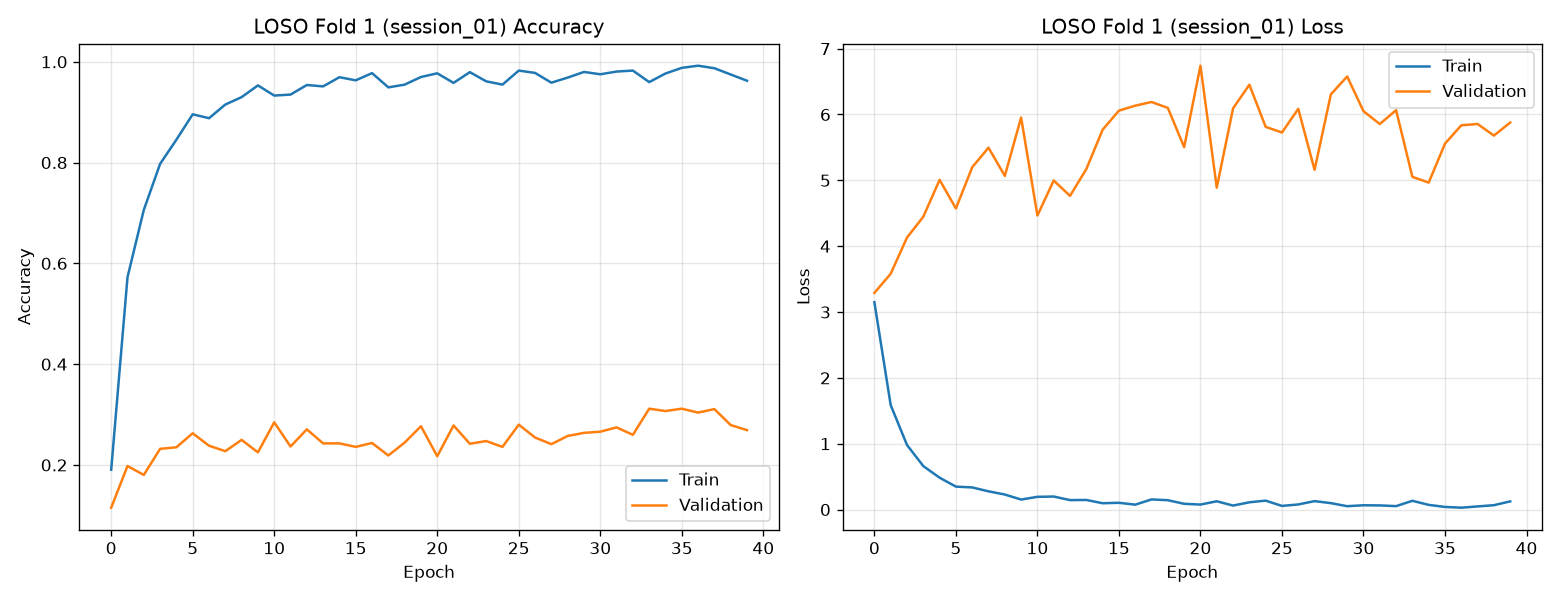 LOSO Fold 1 (session_01) Accuracy
1.0
0.8
0.6
0.4
0.2
Accuracy
0 5 10 15 20 25 30 35 40
Epoch
Train
Validation
LOSO Fold 1 (session_01) Loss
7
6
5
4
3
2
1
0
Loss
0 5 10 15 20 25 30 35 40
Epoch
Train
Validation